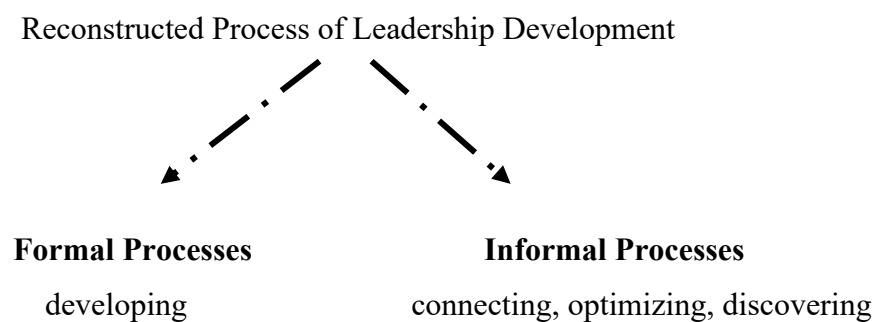 Reconstructed Process of Leadership Development
Formal Processes
developing
Informal Processes
connecting, optimizing, discovering